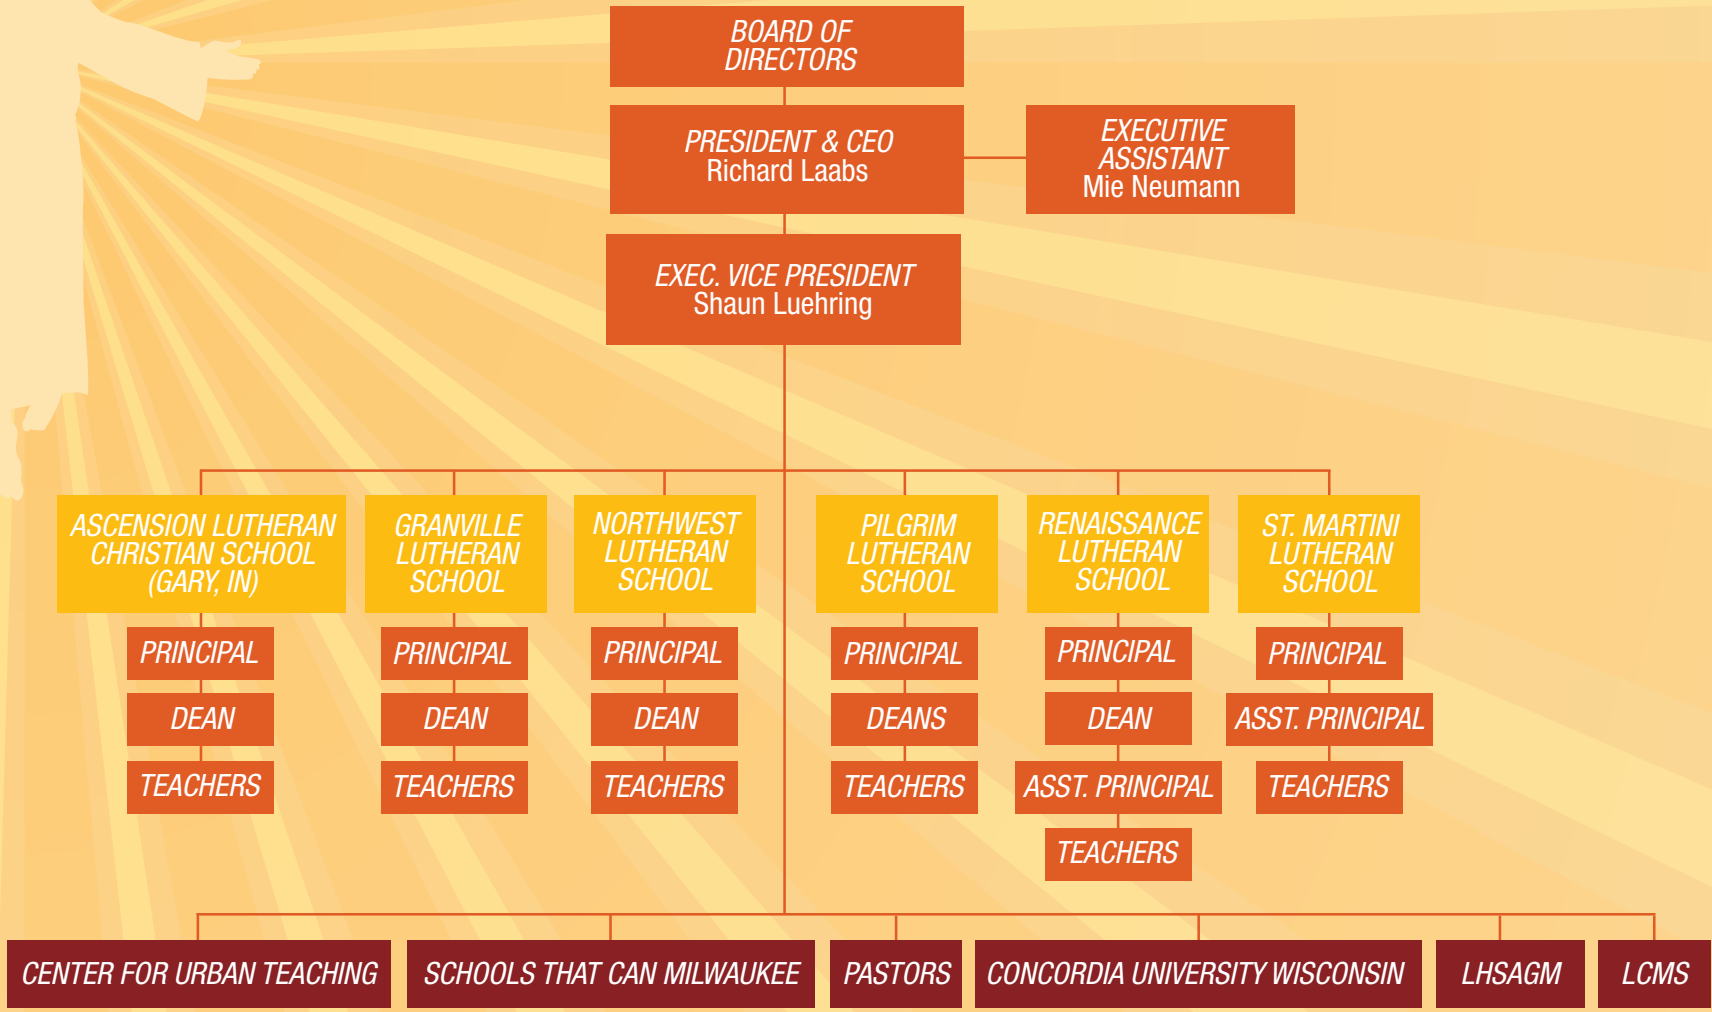 BOARD OF
DIRECTORS
PRESIDENT & CEO
Richard Laabs
EXECUTIVE
ASSISTANT
Mie Neumann
EXEC. VICE PRESIDENT
Shaun Luehring
ASCENSION LUTHERAN
CHRISTIAN SCHOOL
(GARY, IN)
PRINCIPAL
DEAN
TEACHERS
GRANVILLE
LUTHERAN
SCHOOL
PRINCIPAL
DEAN
TEACHERS
NORTHWEST
LUTHERAN
SCHOOL
PRINCIPAL
DEAN
TEACHERS
PILGRIM
LUTHERAN
SCHOOL
PRINCIPAL
DEANS
TEACHERS
RENAISSANCE
LUTHERAN
SCHOOL
PRINCIPAL
DEAN
ASST. PRINCIPAL
TEACHERS
ST. MARTINI
LUTHERAN
SCHOOL
PRINCIPAL
ASST. PRINCIPAL
TEACHERS
CENTER FOR URBAN TEACHING
SCHOOLS THAT CAN MILWAUKEE
PASTORS
CONCORDIA UNIVERSITY WISCONSIN
LHSAGM
LCMS